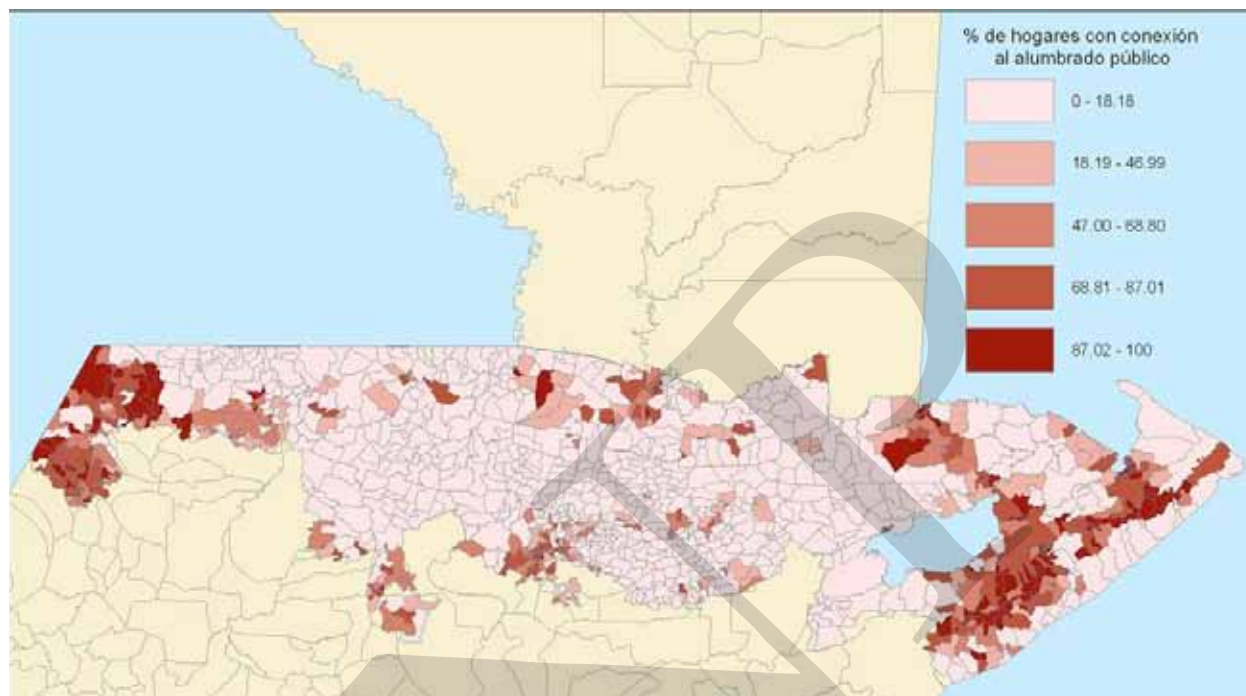 % de hogares con conexión
al alumbrado público
0 - 18.18
18.19 - 46.99
47.00 - 68.80
68.81 - 87.01
87.02 - 100